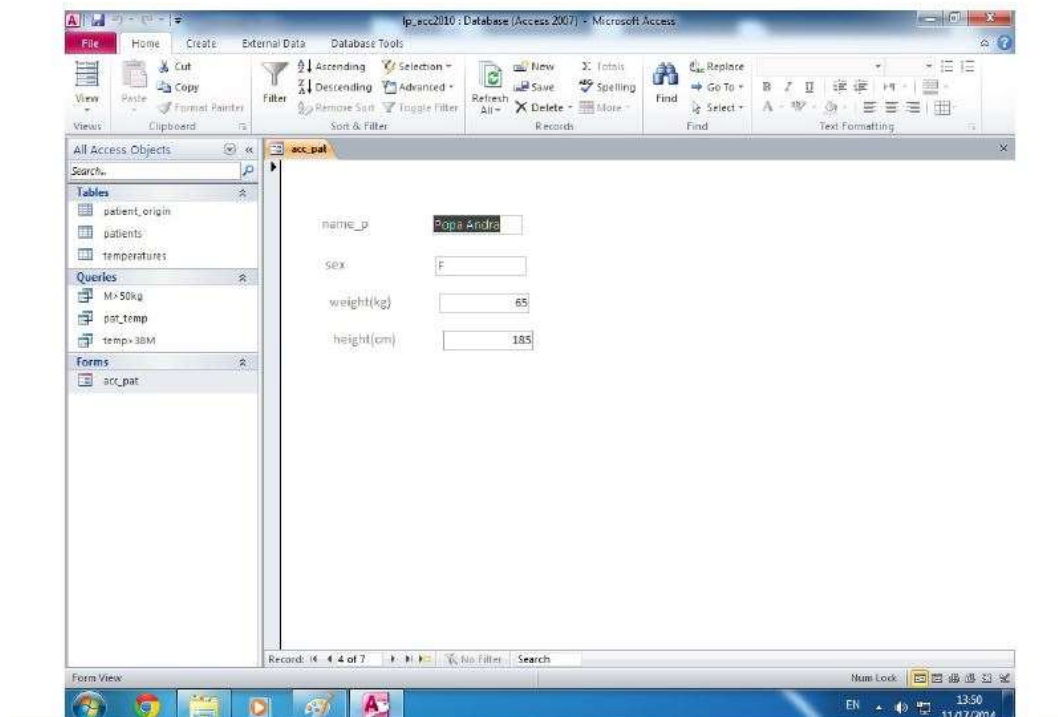 lp_acc2010 : Database (Access 2007) - Microsoft Access
File Home Create External Data Database Tools
Cut Ascending Selection New Totals Replace
Copy Descending Advanced Save Spelling Go To
View Paste Format Painter Filter Remove Sort Toggle Filter Refresh All Delete More Find Select
Views Clipboard Sort & Filter Records Find Text Formatting
All Access Objects
acc_pat
Search...
Tables
patient_origin
patients
temperatures
Queries
M>50kg
pat_temp
temp>38M
Forms
acc_pat
name_p Popa Andra
sex F
weight(kg) 65
height(cm) 185
Record: 4 of 7 No Filter Search
Form View Num Lock
EN 13:50
11/17/2014